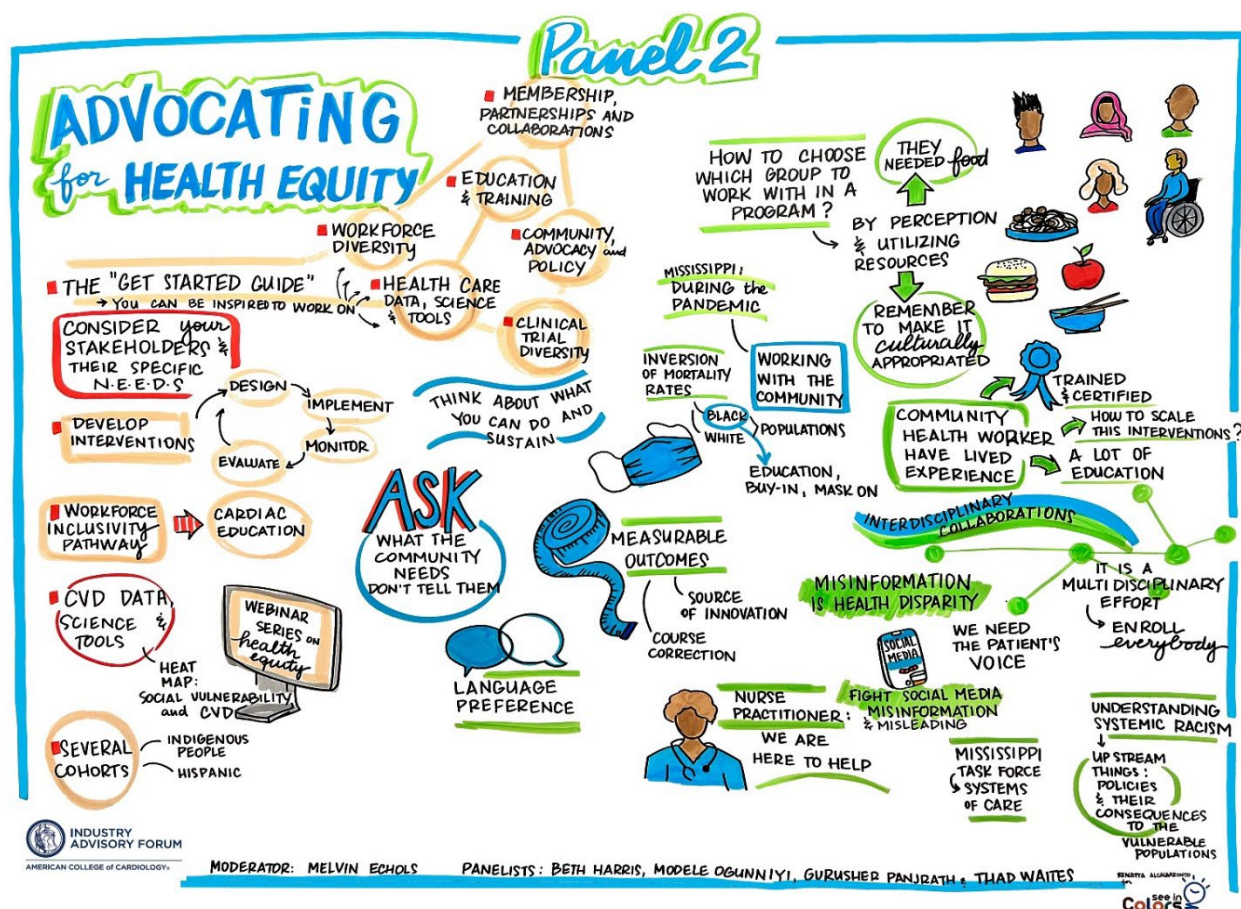 Panel 2
ADVOCATING
for HEALTH EQUITY
MEMBERSHIP,
PARTNERSHIPS AND
COLLABORATIONS
EDUCATION
& TRAINING
WORKFORCE
DIVERSITY
COMMUNITY,
ADVOCACY and
POLICY
THE "GET STARTED GUIDE"
YOU CAN BE INSPIRED TO WORK ON
HEALTH CARE
DATA, SCIENCE
& TOOLS
CLINICAL
TRIAL
DIVERSITY
CONSIDER your
STAKEHOLDERS &
THEIR SPECIFIC
N.E.E.D.S
DEVELOP
INTERVENTIONS
DESIGN
IMPLEMENT
MONITOR
EVALUATE
THINK ABOUT WHAT
YOU CAN DO AND
SUSTAIN
WORKFORCE
INCLUSIVITY
PATHWAY
CARDIAC
EDUCATION
ASK
WHAT THE
COMMUNITY
NEEDS
DON'T TELL THEM
CVD DATA,
SCIENCE &
TOOLS
HEAT
MAP:
SOCIAL VULNERABILITY
and CVD
WEBINAR
SERIES ON
health
equity
LANGUAGE
PREFERENCE
SEVERAL
COHORTS
INDIGENOUS
PEOPLE
HISPANIC
HOW TO CHOOSE
WHICH GROUP TO
WORK WITH IN A
PROGRAM?
THEY
NEEDED food
BY PERCEPTION
& UTILIZING
RESOURCES
REMEMBER
TO MAKE IT
culturally
APPROPRIATED
MISSISSIPPI:
DURING the
PANDEMIC
INVERSION
OF MORTALITY
RATES
WORKING
WITH THE
COMMUNITY
BLACK
WHITE
POPULATIONS
EDUCATION,
BUY-IN, MASK ON
COMMUNITY
HEALTH WORKER
HAVE LIVED
EXPERIENCE
TRAINED
& CERTIFIED
HOW TO SCALE
THIS INTERVENTIONS?
A LOT OF
EDUCATION
MEASURABLE
OUTCOMES
SOURCE
OF INNOVATION
COURSE
CORRECTION
INTERDISCIPLINARY
COLLABORATIONS
IT IS A
MULTI DISCIPLINARY
EFFORT
ENROLL
everybody
MISINFORMATION
IS HEALTH DISPARITY
SOCIAL
MEDIA
WE NEED
THE PATIENT'S
VOICE
FIGHT SOCIAL MEDIA
MISINFORMATION
& MISLEADING
NURSE
PRACTITIONER:
WE ARE
HERE TO HELP
MISSISSIPPI
TASK FORCE
SYSTEMS
OF CARE
UNDERSTANDING
SYSTEMIC RACISM
UP STREAM
THINGS:
POLICIES
& THEIR
CONSEQUENCES
TO THE
VULNERABLE
POPULATIONS
INDUSTRY
ADVISORY FORUM
AMERICAN COLLEGE of CARDIOLOGY
MODERATOR: MELVIN ECHOLS
PANELISTS: BETH HARRIS, MODELE OGUNNIYI, GURUSHER PANJRATH & THAD WAITES
see in
Colors